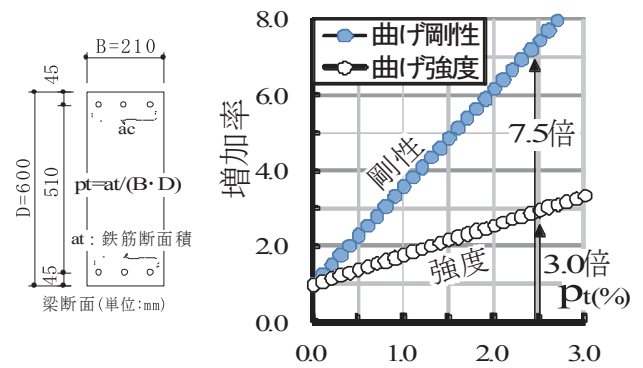 B=210
45
D=600
510
45
ac
pt=at/(B·D)
at：鉄筋断面積
梁断面(単位:mm)
増加率
8.0
6.0
4.0
2.0
0.0
曲げ剛性
曲げ強度
剛性
強度
7.5倍
3.0倍
pt(%)
0.0 1.0 2.0 3.0